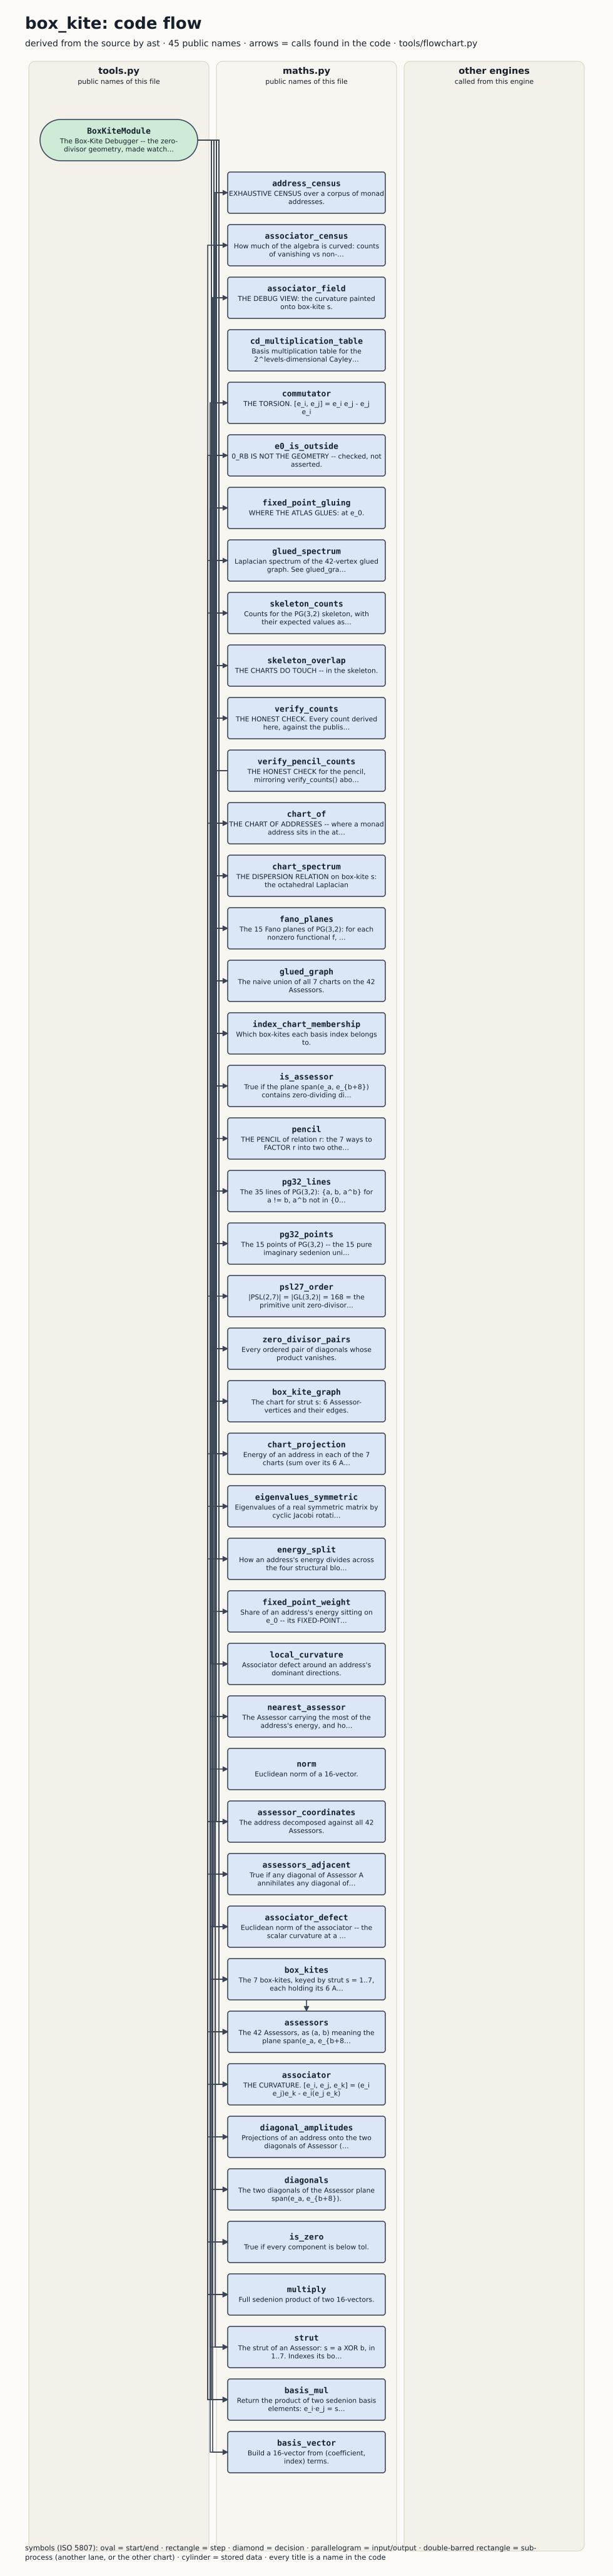 box_kite: code flow
derived from the source by ast · 45 public names · arrows = calls found in the code · tools/flowchart.py
tools.py
public names of this file
maths.py
public names of this file
other engines
called from this engine
BoxKiteModule
The Box-Kite Debugger -- the zero-
divisor geometry, made watch…
address_census
EXHAUSTIVE CENSUS over a corpus of monad
addresses.
associator_census
How much of the algebra is curved: counts
of vanishing vs non-…
associator_field
THE DEBUG VIEW: the curvature painted
onto box-kite s.
cd_multiplication_table
Basis multiplication table for the
2^levels-dimensional Cayley…
commutator
THE TORSION. [e_i, e_j] = e_i e_j - e_j
e_i
e0_is_outside
0_RB IS NOT THE GEOMETRY -- checked, not
asserted.
fixed_point_gluing
WHERE THE ATLAS GLUES: at e_0.
glued_spectrum
Laplacian spectrum of the 42-vertex glued
graph. See glued_gra…
skeleton_counts
Counts for the PG(3,2) skeleton, with
their expected values as…
skeleton_overlap
THE CHARTS DO TOUCH -- in the skeleton.
verify_counts
THE HONEST CHECK. Every count derived
here, against the publis…
verify_pencil_counts
THE HONEST CHECK for the pencil,
mirroring verify_counts() abo…
chart_of
THE CHART OF ADDRESSES -- where a monad
address sits in the at…
chart_spectrum
THE DISPERSION RELATION on box-kite s:
the octahedral Laplacian
fano_planes
The 15 Fano planes of PG(3,2): for each
nonzero functional f, …
glued_graph
The naive union of all 7 charts on the 42
Assessors.
index_chart_membership
Which box-kites each basis index belongs
to.
is_assessor
True if the plane span(e_a, e_{b+8})
contains zero-dividing di…
pencil
THE PENCIL of relation r: the 7 ways to
FACTOR r into two othe…
pg32_lines
The 35 lines of PG(3,2): {a, b, a^b} for
a != b, a^b not in {0…
pg32_points
The 15 points of PG(3,2) -- the 15 pure
imaginary sedenion uni…
psl27_order
|PSL(2,7)| = |GL(3,2)| = 168 = the
primitive unit zero-divisor…
zero_divisor_pairs
Every ordered pair of diagonals whose
product vanishes.
box_kite_graph
The chart for strut s: 6 Assessor-
vertices and their edges.
chart_projection
Energy of an address in each of the 7
charts (sum over its 6 A…
eigenvalues_symmetric
Eigenvalues of a real symmetric matrix by
cyclic Jacobi rotati…
energy_split
How an address's energy divides across
the four structural blo…
fixed_point_weight
Share of an address's energy sitting on
e_0 -- its FIXED-POINT…
local_curvature
Associator defect around an address's
dominant directions.
nearest_assessor
The Assessor carrying the most of the
address's energy, and ho…
norm
Euclidean norm of a 16-vector.
assessor_coordinates
The address decomposed against all 42
Assessors.
assessors_adjacent
True if any diagonal of Assessor A
annihilates any diagonal of…
associator_defect
Euclidean norm of the associator -- the
scalar curvature at a …
box_kites
The 7 box-kites, keyed by strut s = 1..7,
each holding its 6 A…
assessors
The 42 Assessors, as (a, b) meaning the
plane span(e_a, e_{b+8…
associator
THE CURVATURE. [e_i, e_j, e_k] = (e_i
e_j)e_k - e_i(e_j e_k)
diagonal_amplitudes
Projections of an address onto the two
diagonals of Assessor (…
diagonals
The two diagonals of the Assessor plane
span(e_a, e_{b+8}).
is_zero
True if every component is below tol.
multiply
Full sedenion product of two 16-vectors.
strut
The strut of an Assessor: s = a XOR b, in
1..7. Indexes its bo…
basis_mul
Return the product of two sedenion basis
elements: e_i·e_j = s…
basis_vector
Build a 16-vector from (coefficient,
index) terms.
symbols (ISO 5807): oval = start/end · rectangle = step · diamond = decision · parallelogram = input/output · double-barred rectangle = sub-
process (another lane, or the other chart) · cylinder = stored data · every title is a name in the code